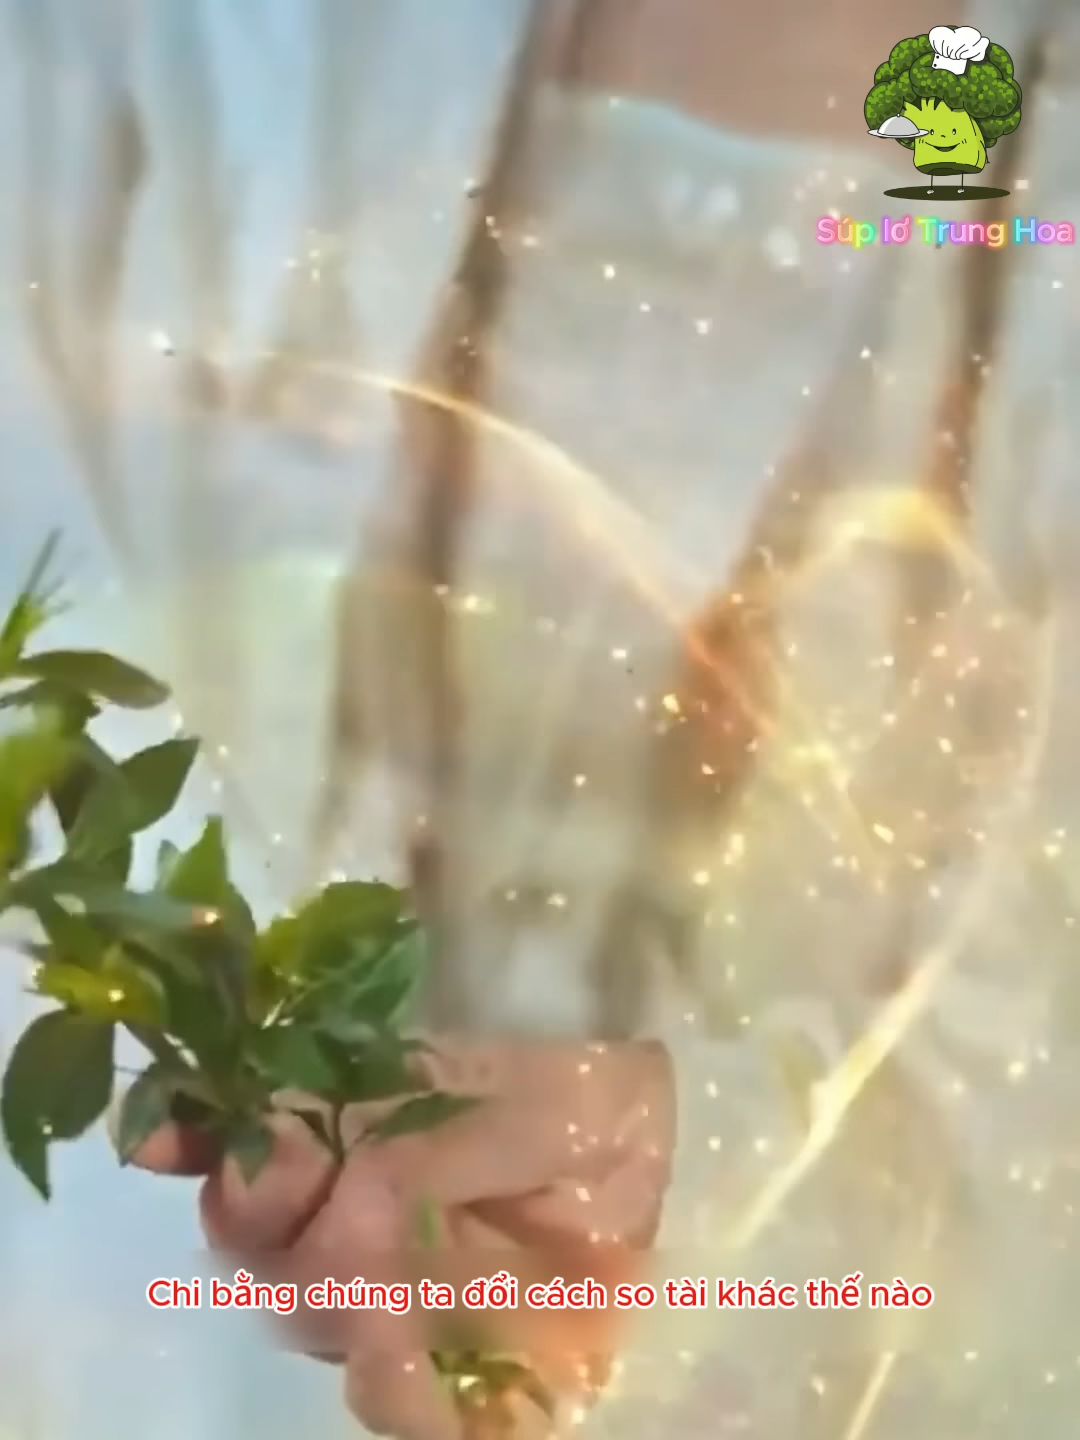 Súp lơ Trung Hoa
Chi bằng chúng ta đổi cách so tài khác thế nào